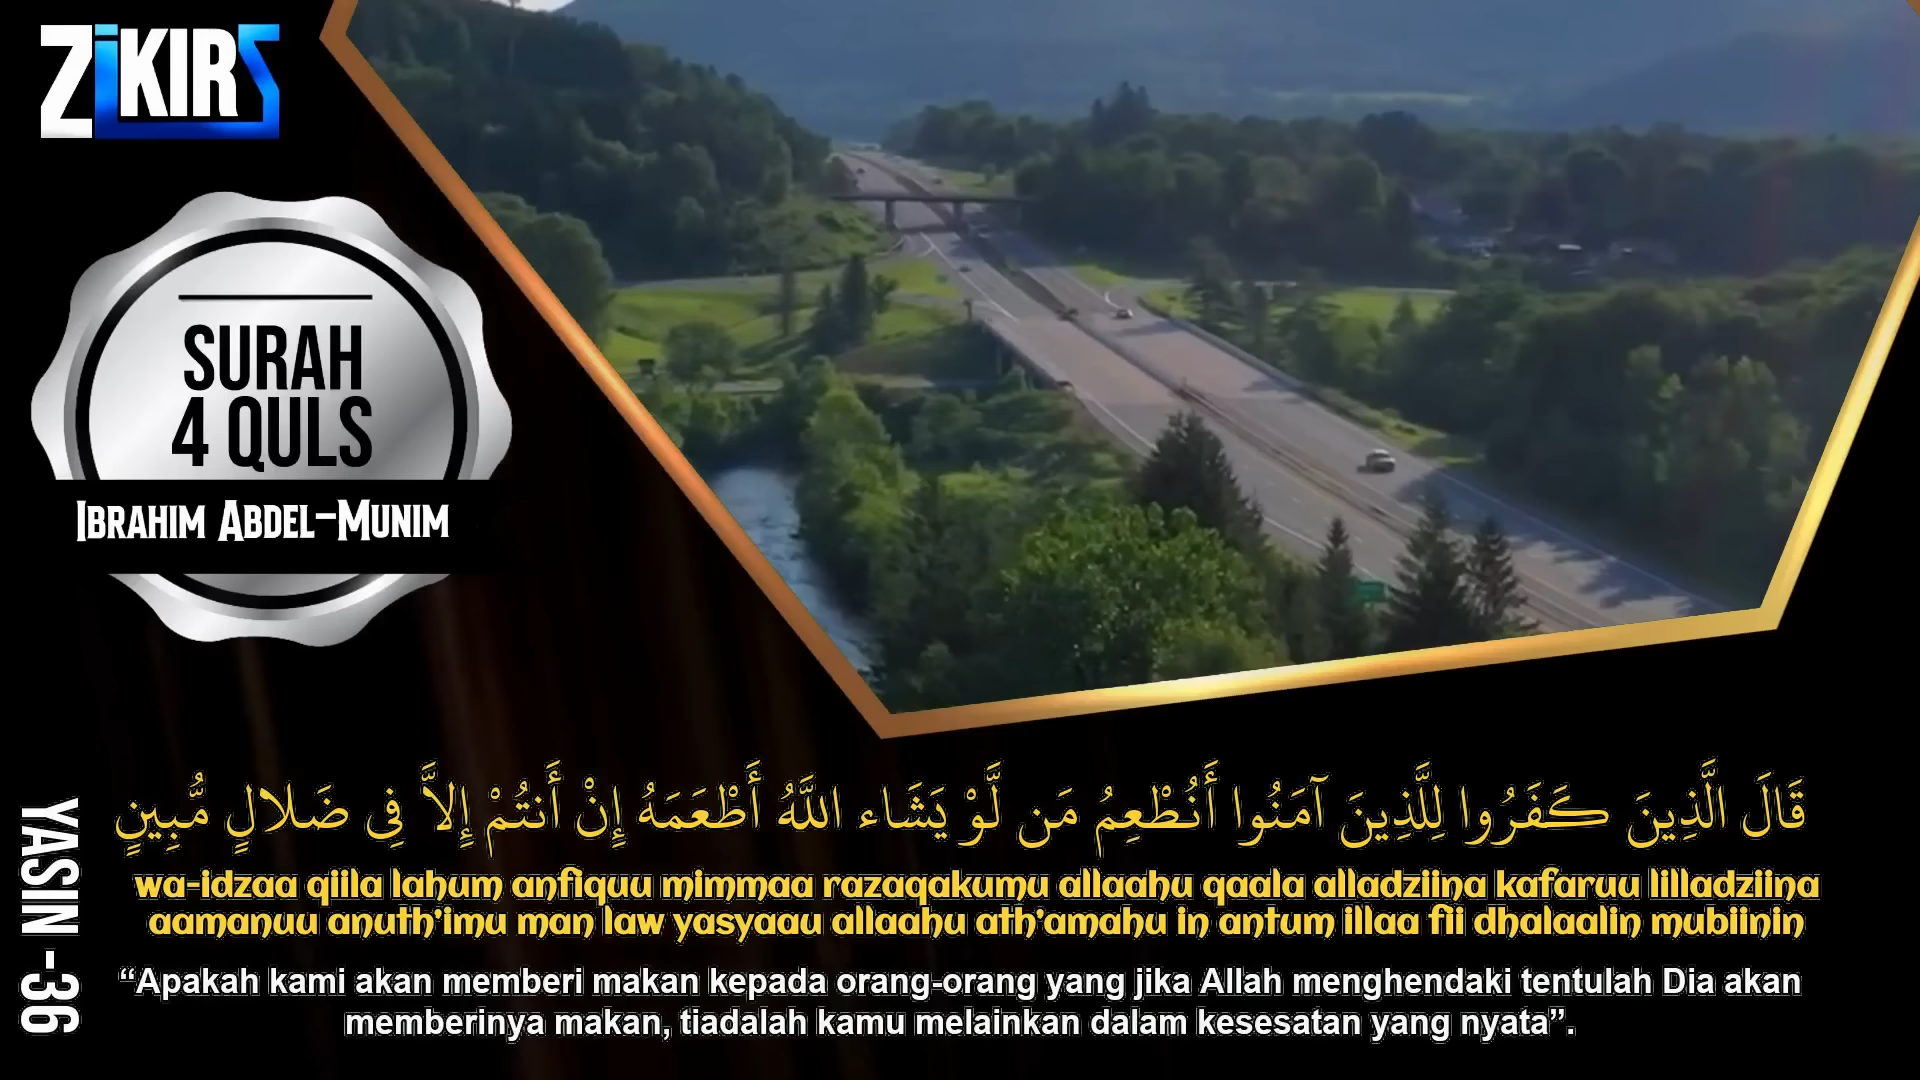 ZiKIRS
SURAH
4 QULS
IBRAHIM ABDEL-MUNIM
YASIN -36
قَالَ الَّذِينَ كَفَرُوا لِلَّذِينَ آمَنُوا أَنُطْعِمُ مَن لَّوْ يَشَاء اللَّهُ أَطْعَمَهُ إِنْ أَنتُمْ إِلاَّ فِى ضَلالٍ مُّبِينٍ
wa-idzaa qiila lahum anfiquu mimmaa razaqakumu allaahu qaala alladziina kafaruu lilladziina
aamanuu anuth'imu man law yasyaau allaahu ath'amahu in antum illaa fii dhalaalin mubiinin
“Apakah kami akan memberi makan kepada orang-orang yang jika Allah menghendaki tentulah Dia akan
memberinya makan, tiadalah kamu melainkan dalam kesesatan yang nyata”.